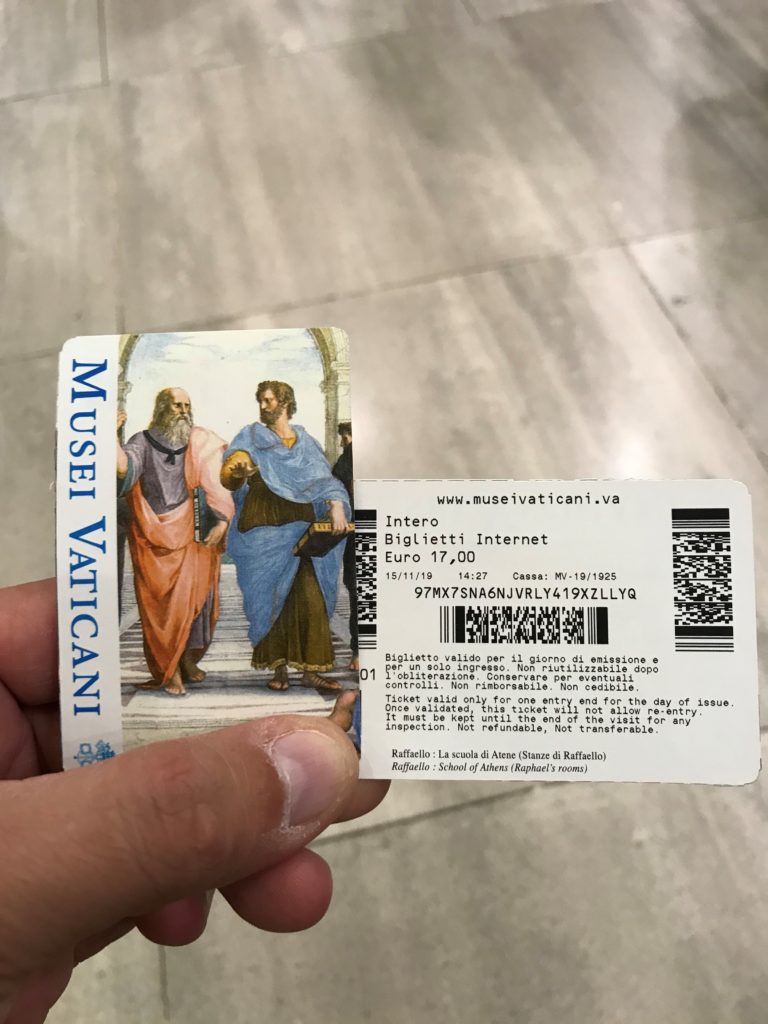 MUSEI VATICANI
www.museivaticani.va
Intero
Biglietti Internet
Euro 17,00
15/11/19 14:27 Cassa: MV-19/1925
97MX7SNA6NJVRLY419XZLLYQ
01
Biglietto valido per il giorno di emissione e
per un solo ingresso. Non riutilizzabile dopo
l'obliterazione. Conservare per eventuali
controlli. Non rimborsabile. Non cedibile.
Ticket valid only for one entry end for the day of issue.
Once validated, this ticket will not allow re-entry.
It must be kept until the end of the visit for any
inspection. Not refundable, Not transferable.
Raffaello : La scuola di Atene (Stanze di Raffaello)
Raffaello : School of Athens (Raphael's rooms)